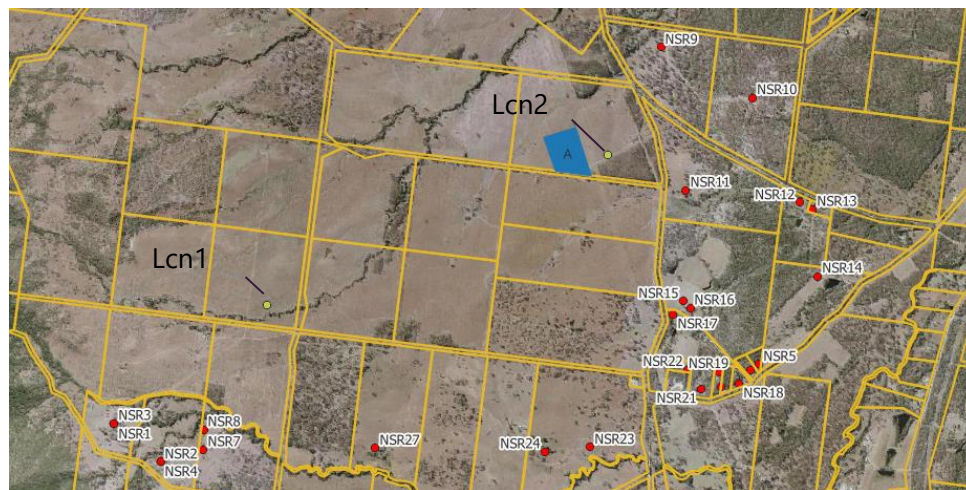 NSR9
Lcn2
NSR10
A
NSR11
NSR12
NSR13
Lcn1
NSR14
NSR15
NSR16
NSR17
NSR22
NSR19
NSR5
NSR21
NSR18
NSR3
NSR1
NSR8
NSR7
NSR2
NSR4
NSR27
NSR24
NSR23